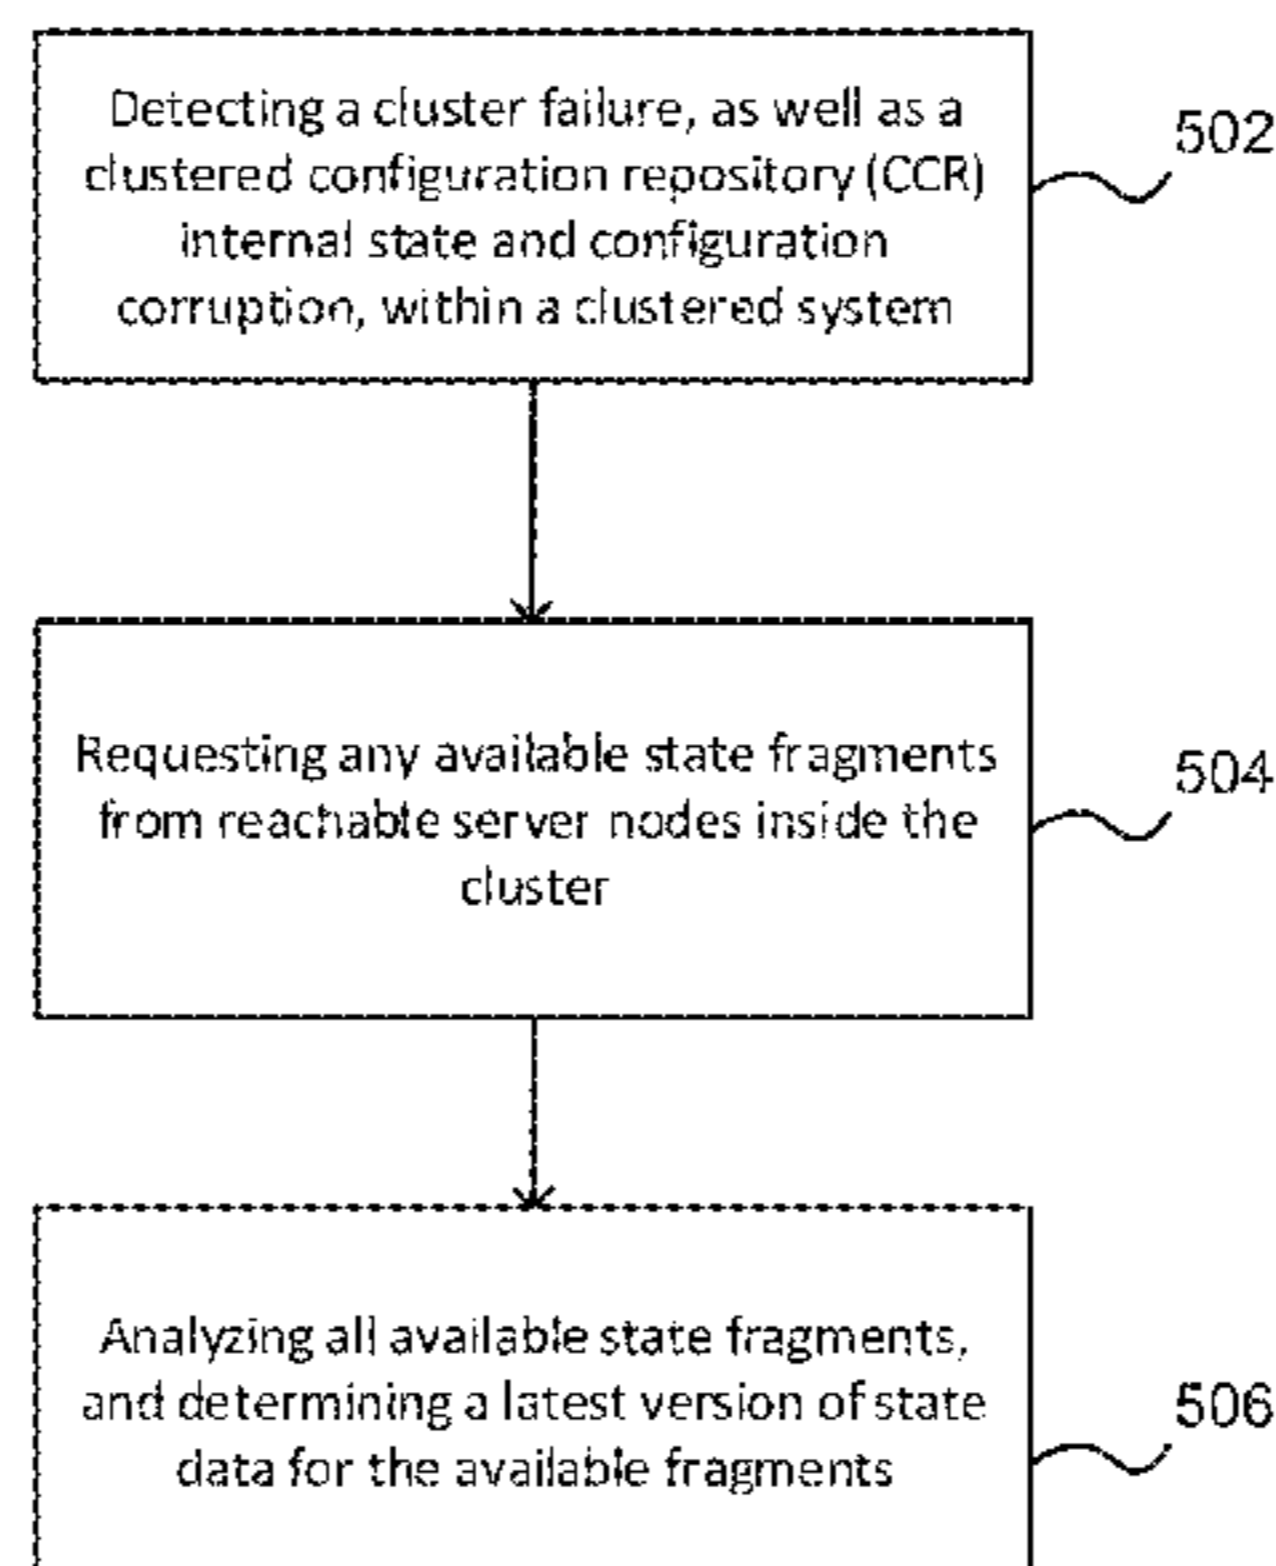 Detecting a cluster failure, as well as a
clustered configuration repository (CCR)
internal state and configuration
corruption, within a clustered system
502
Requesting any available state fragments
from reachable server nodes inside the
cluster
504
Analyzing all available state fragments,
and determining a latest version of state
data for the available fragments
506